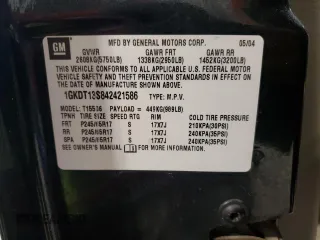 GM
MFD BY GENERAL MOTORS CORP. 05/04
GVWR GAWR FRT GAWR RR
2608KG(5750LB) 1338KG(2950LB) 1452KG(3200LB)
THIS VEHICLE CONFORMS TO ALL APPLICABLE U.S. FEDERAL MOTOR
VEHICLE SAFETY AND THEFT PREVENTION STANDARDS IN EFFECT ON
THE DATE OF MANUFACTURE SHOWN ABOVE.
1GKDT13S842421586 TYPE: M.P.V.
MODEL: T15506 PAYLOAD = 449KG(989LB)
TPNN TIRE SIZE SPEED RTG RIM COLD TIRE PRESSURE
FRT P245/65R17 S 17X7J 210KPA(30PSI)
RR P245/65R17 S 17X7J 240KPA(35PSI)
SPA P245/65R17 S 17X7J 240KPA(35PSI)
SEE OWNER'S MANUAL FOR MORE INFORMATION